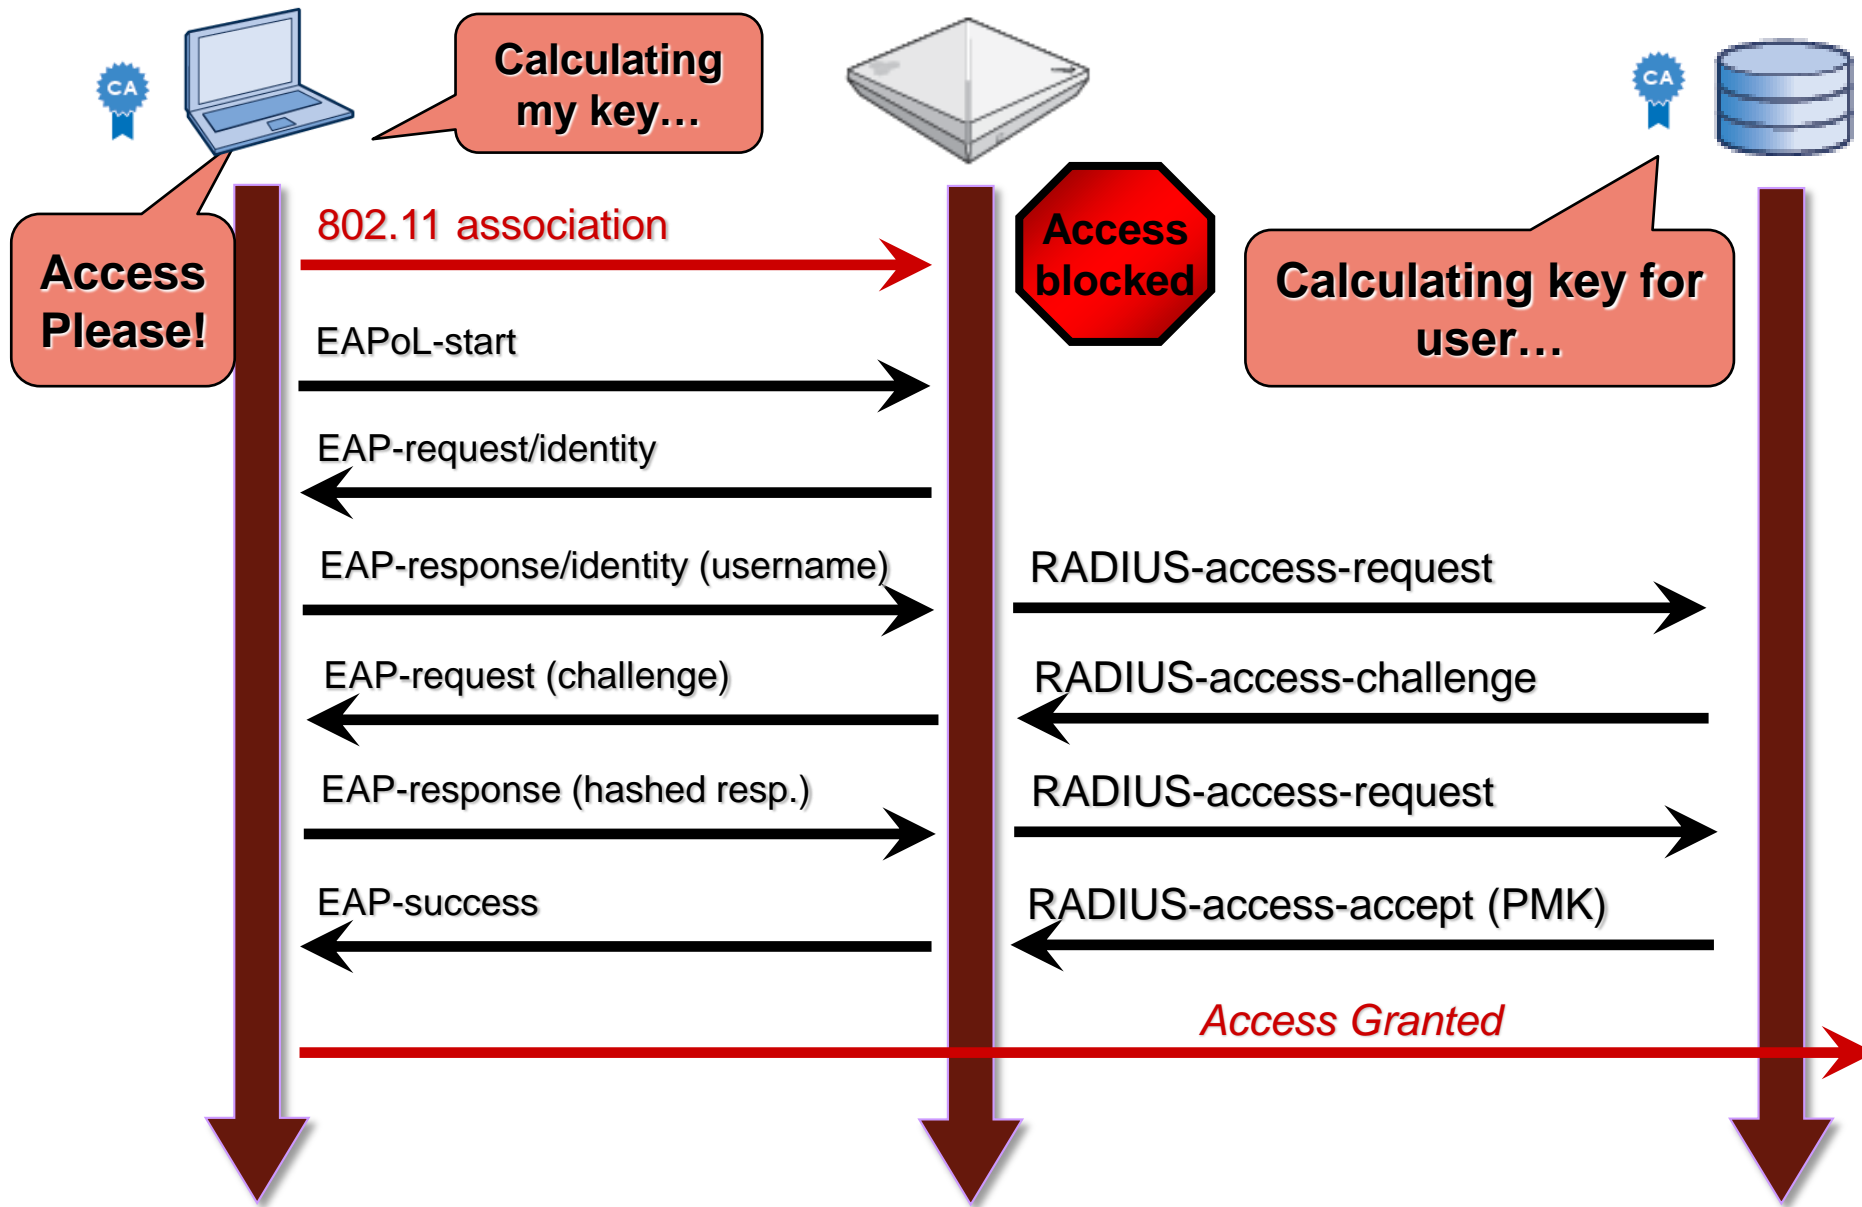 CA
Calculating
my key…
CA
Access
Please!
802.11 association
Access
blocked
Calculating key for
user…
EAPoL-start
EAP-request/identity
EAP-response/identity (username)
RADIUS-access-request
EAP-request (challenge)
RADIUS-access-challenge
EAP-response (hashed resp.)
RADIUS-access-request
EAP-success
RADIUS-access-accept (PMK)
Access Granted